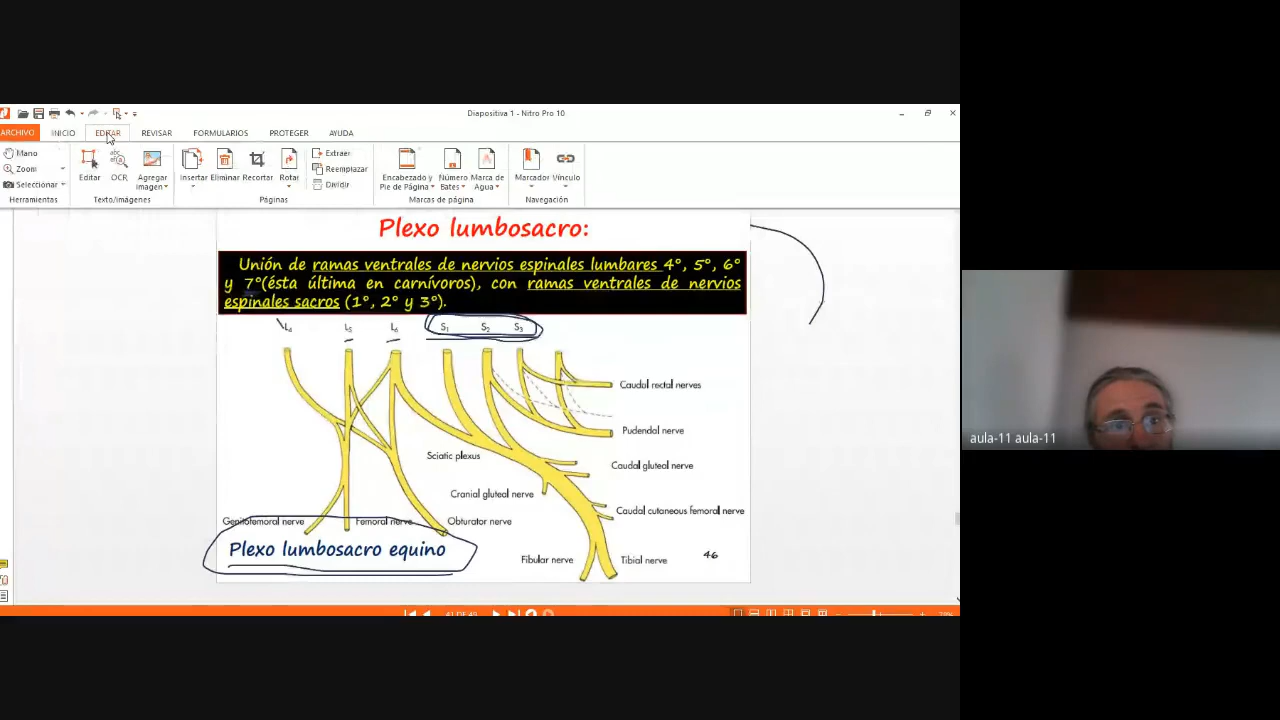 Diapositiva 1 - Nitro Pro 10
ARCHIVO INICIO EDITAR REVISAR FORMULARIOS PROTEGER AYUDA
Mano
Zoom
Seleccionar
Herramientas
Editar OCR Agregar imagen
Texto/Imágenes
Insertar Eliminar Recortar Rotar
Extraer
Reemplazar
Dividir
Páginas
Encabezado y Pie de Página Número Bates Marca de Agua
Marcas de página
Marcador Vínculo
Navegación
Plexo lumbosacro:
Unión de ramas ventrales de nervios espinales lumbares 4°, 5°, 6°
y 7°(ésta última en carnívoros), con ramas ventrales de nervios
espinales sacros (1°, 2° y 3°).
L4 L5 L6 S1 S2 S3
Caudal rectal nerves
Pudendal nerve
Sciatic plexus
Caudal gluteal nerve
Cranial gluteal nerve
Caudal cutaneous femoral nerve
Genitofemoral nerve Femoral nerve Obturator nerve
Plexo lumbosacro equino
Fibular nerve Tibial nerve
46
41 DE 49
aula-11 aula-11